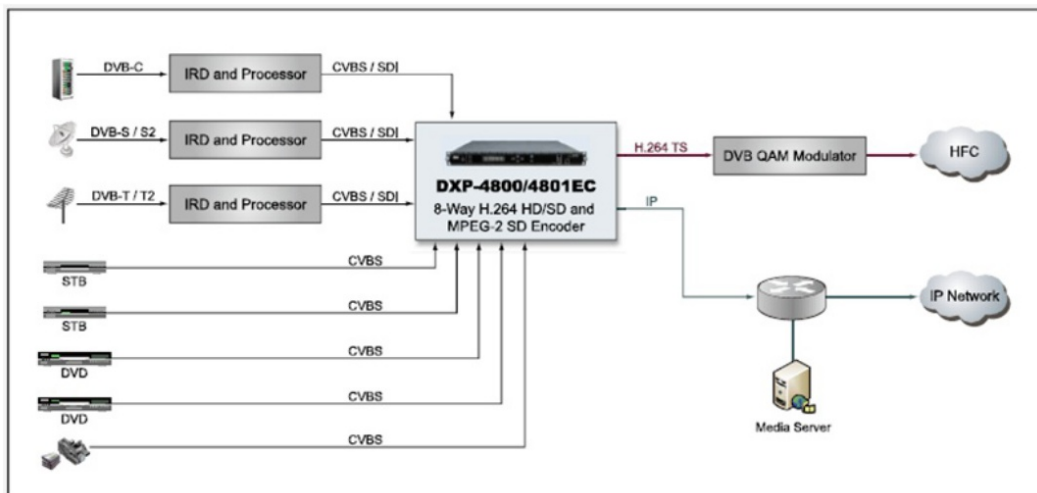 DVB-C
IRD and Processor
CVBS / SDI
DVB-S / S2
IRD and Processor
CVBS / SDI
DVB-T / T2
IRD and Processor
CVBS / SDI
DXP-4800/4801EC
8-Way H.264 HD/SD and
MPEG-2 SD Encoder
H.264 TS
DVB QAM Modulator
HFC
IP
IP Network
Media Server
CVBS
STB
CVBS
STB
CVBS
DVD
CVBS
DVD
CVBS